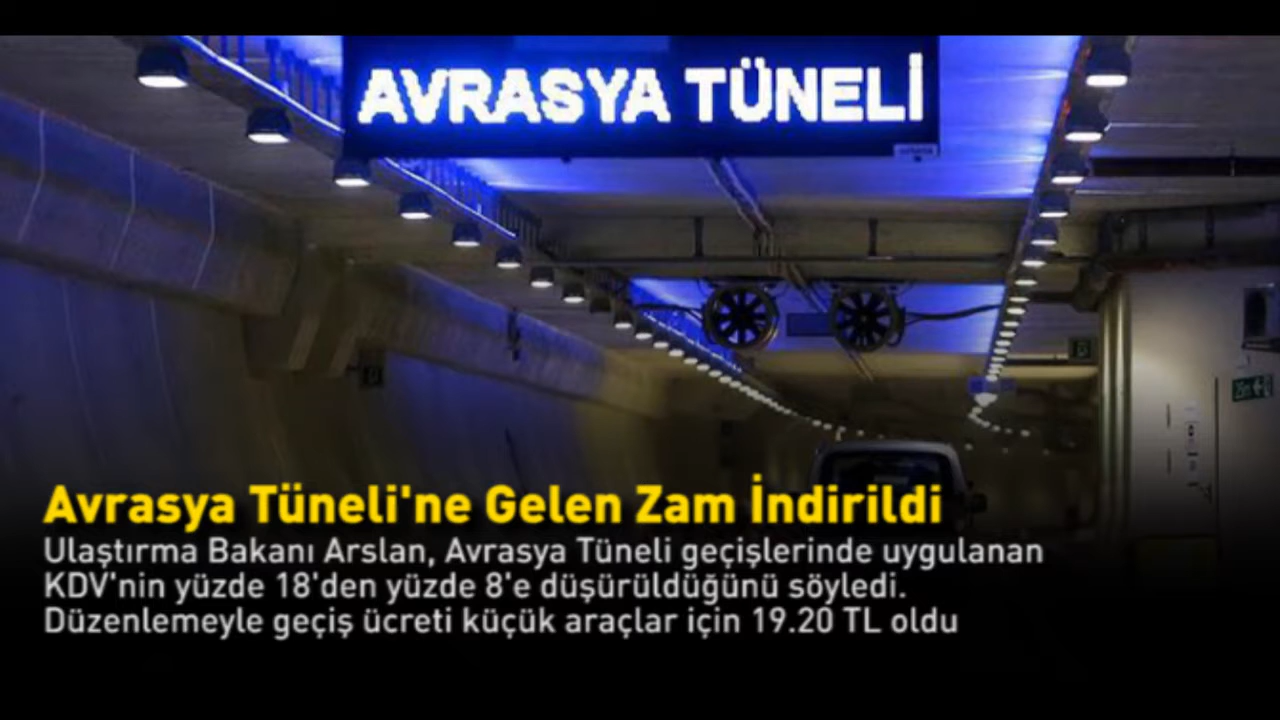 AVRASYA TÜNELİ
Avrasya Tüneli'ne Gelen Zam İndirildi
Ulaştırma Bakanı Arslan, Avrasya Tüneli geçişlerinde uygulanan
KDV'nin yüzde 18'den yüzde 8'e düşürüldüğünü söyledi.
Düzenlemeyle geçiş ücreti küçük araçlar için 19.20 TL oldu